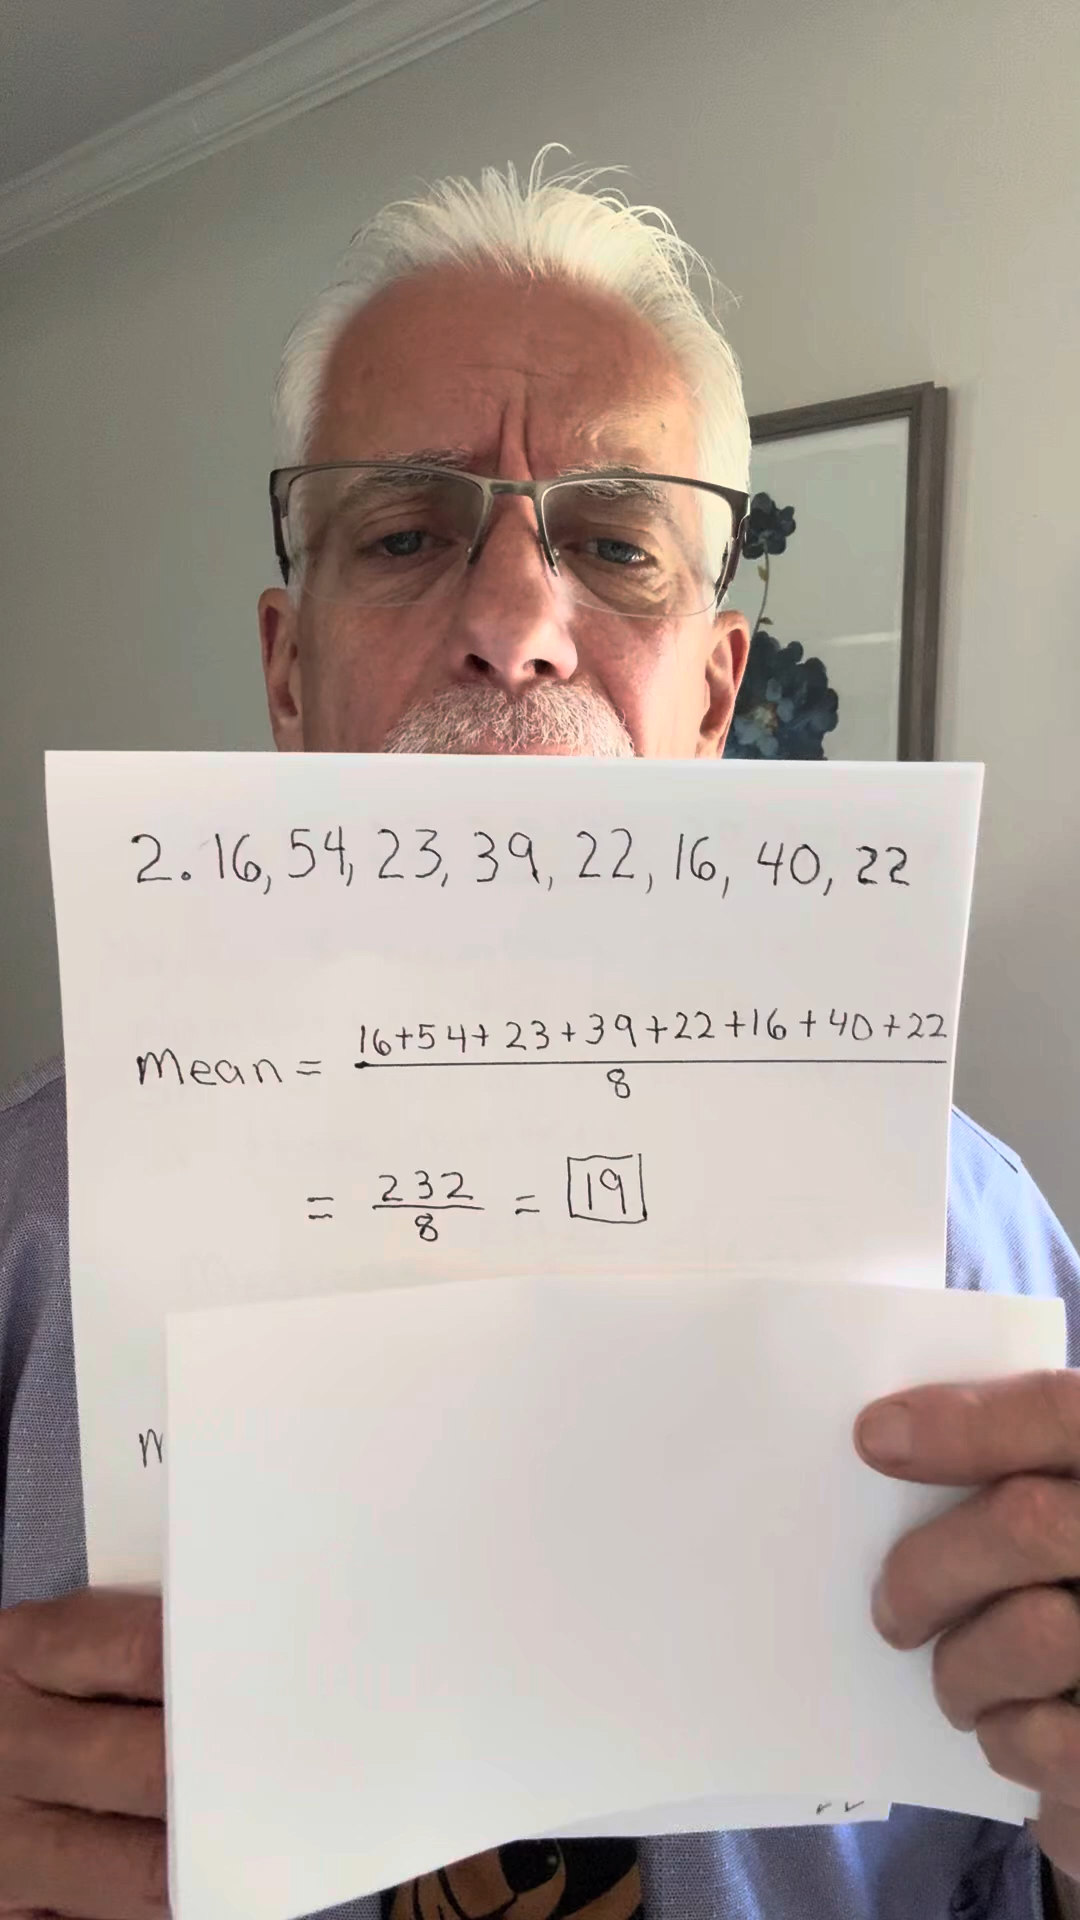 2. 16, 54, 23, 39, 22, 16, 40, 22
Mean = 16+54+23+39+22+16+40+22
8
= 232 = 19
8